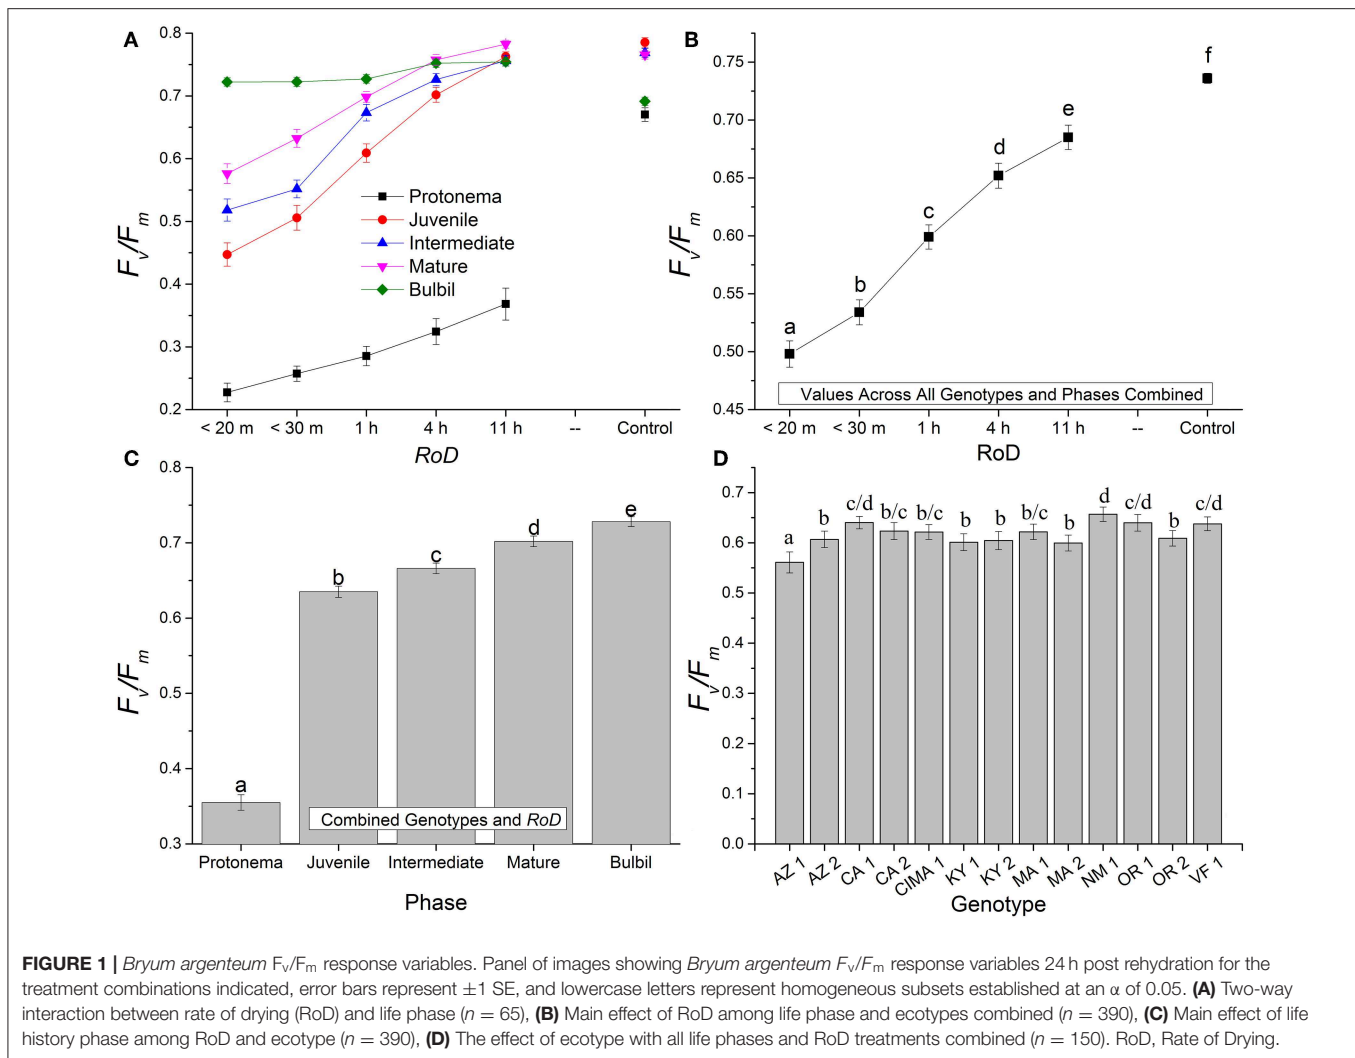 A
0.8
0.7
0.6
0.5
0.4
0.3
0.2
Fv/Fm
Protonema
Juvenile
Intermediate
Mature
Bulbil
< 20 m < 30 m 1 h 4 h 11 h -- Control
RoD
B
0.75
0.70
0.65
0.60
0.55
0.50
0.45
Fv/Fm
a
b
c
d
e
f
Values Across All Genotypes and Phases Combined
< 20 m < 30 m 1 h 4 h 11 h -- Control
RoD
C
0.8
0.7
0.6
0.5
0.4
0.3
Fv/Fm
a
b
c
d
e
Combined Genotypes and RoD
Protonema Juvenile Intermediate Mature Bulbil
Phase
D
0.7
0.6
0.5
0.4
0.3
0.2
0.1
0.0
Fv/Fm
a b c/d b/c b/c b b b/c b d c/d b c/d
AZ 1 AZ 2 CA 1 CA 2 CIMA 1 KY 1 KY 2 MA 1 MA 2 NM 1 OR 1 OR 2 VF 1
Genotype
FIGURE 1 | Bryum argenteum Fv/Fm response variables. Panel of images showing Bryum argenteum Fv/Fm response variables 24 h post rehydration for the
treatment combinations indicated, error bars represent ±1 SE, and lowercase letters represent homogeneous subsets established at an α of 0.05. (A) Two-way
interaction between rate of drying (RoD) and life phase (n = 65), (B) Main effect of RoD among life phase and ecotypes combined (n = 390), (C) Main effect of life
history phase among RoD and ecotype (n = 390), (D) The effect of ecotype with all life phases and RoD treatments combined (n = 150). RoD, Rate of Drying.